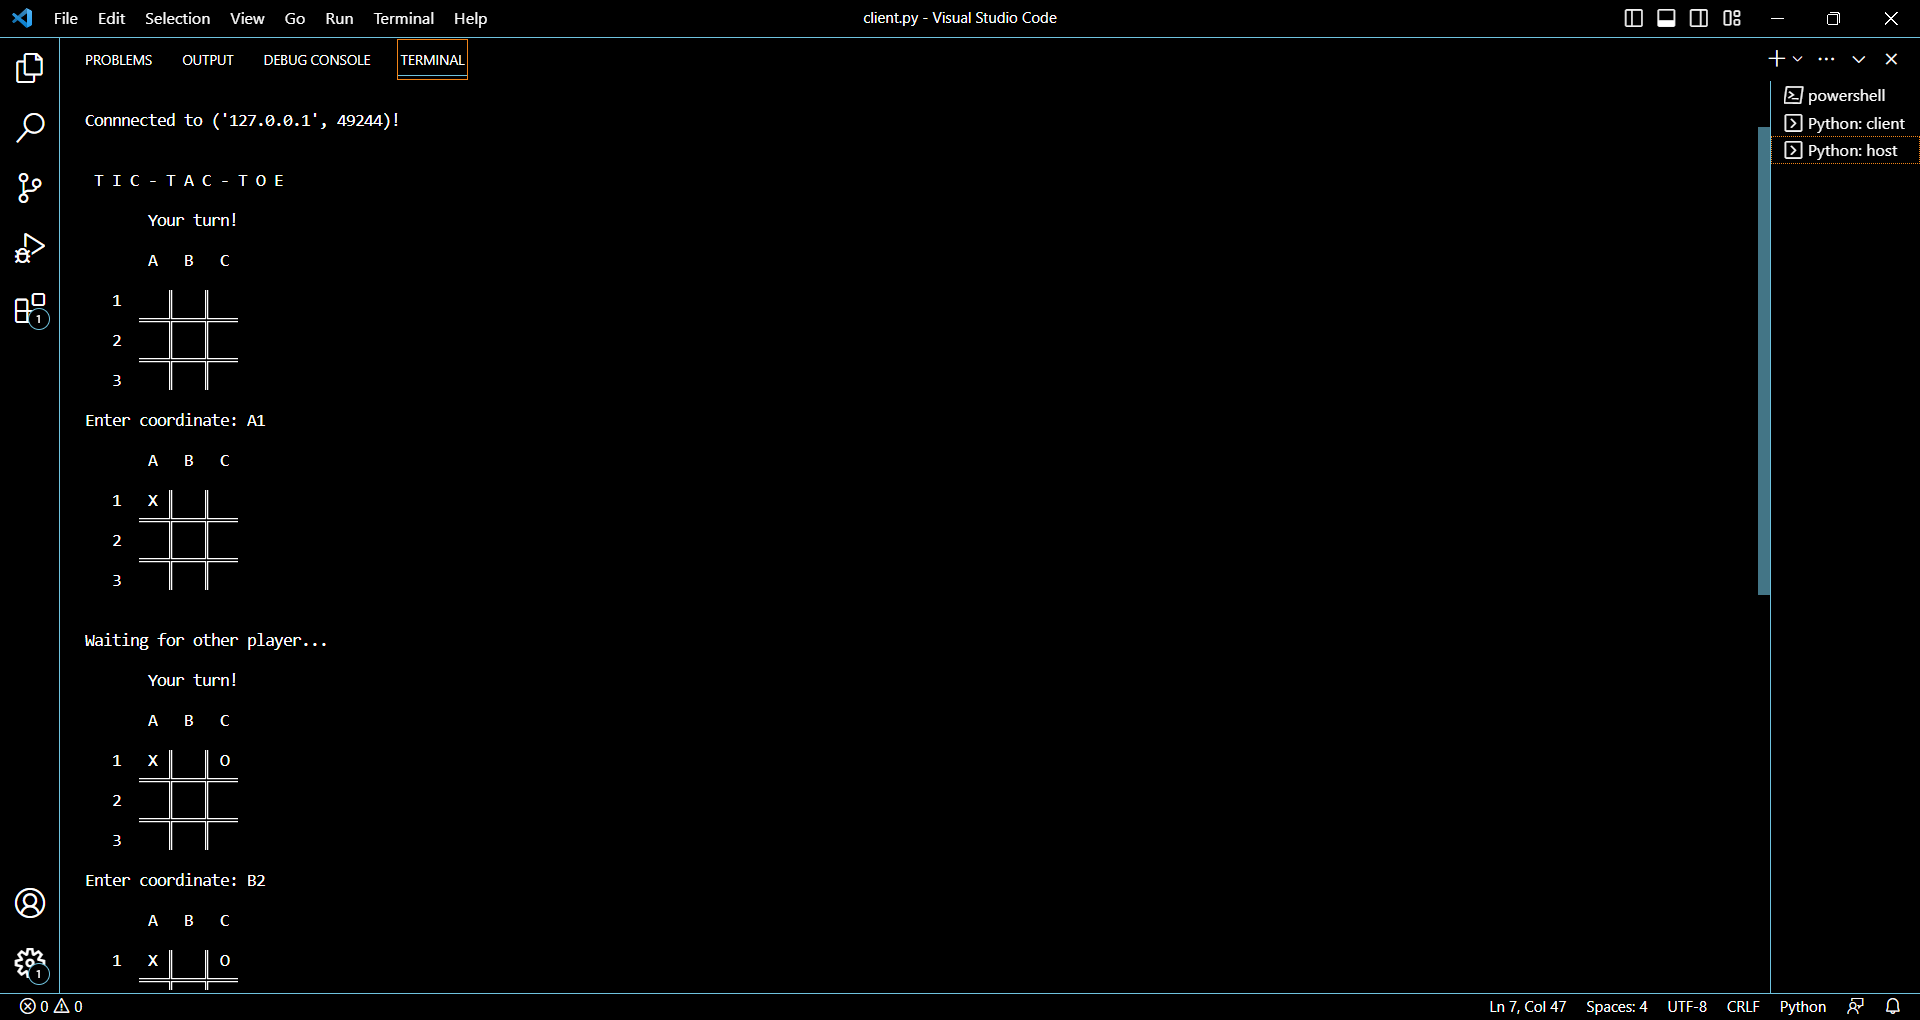 File Edit Selection View Go Run Terminal Help
client.py - Visual Studio Code
PROBLEMS OUTPUT DEBUG CONSOLE TERMINAL
powershell
Python: client
Python: host
Connnected to ('127.0.0.1', 49244)!
T I C - T A C - T O E
Your turn!
A B C
1
2
3
Enter coordinate: A1
A B C
1 X
2
3
Waiting for other player...
Your turn!
A B C
1 X O
2
3
Enter coordinate: B2
A B C
1 X O
1
1
0 0
Ln 7, Col 47 Spaces: 4 UTF-8 CRLF Python